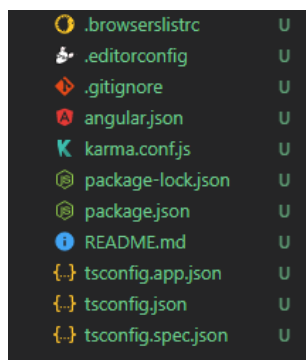 .browserslistrc U
.editorconfig U
.gitignore U
angular.json U
karma.conf.js U
package-lock.json U
package.json U
README.md U
tsconfig.app.json U
tsconfig.json U
tsconfig.spec.json U